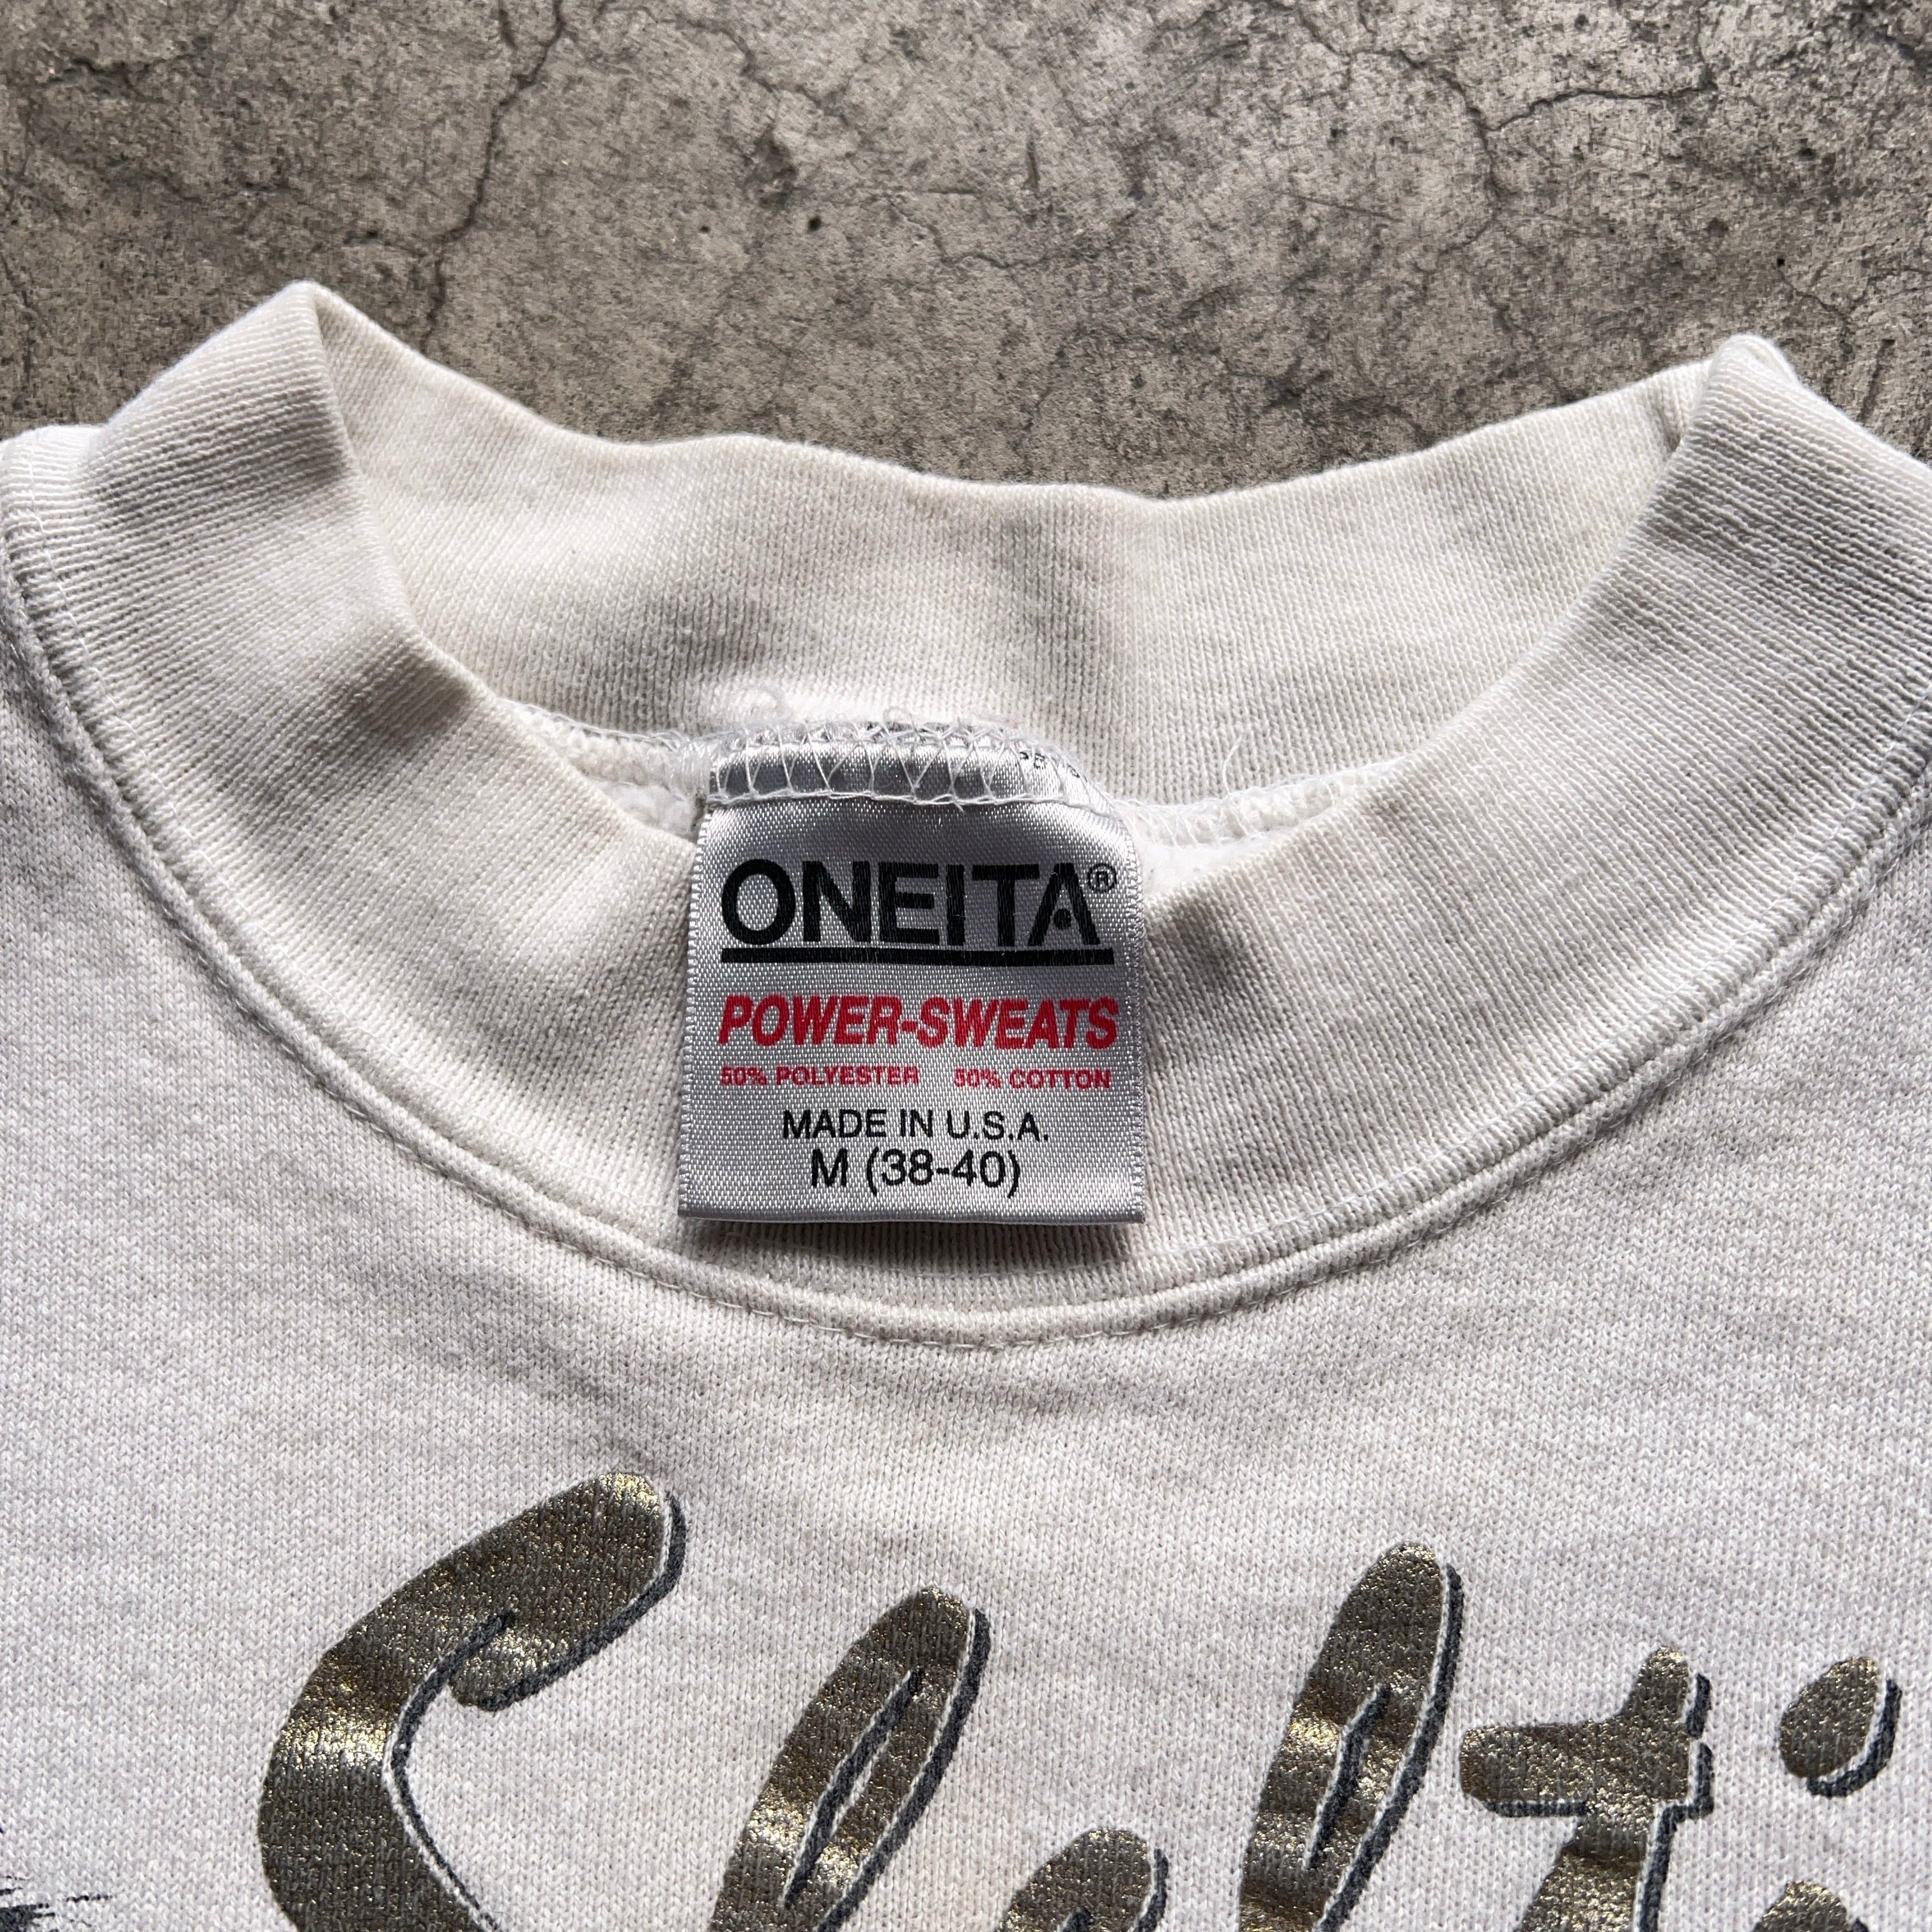 ONEITA®
POWER-SWEATS
50% POLYESTER 50% COTTON
MADE IN U.S.A.
M (38-40)